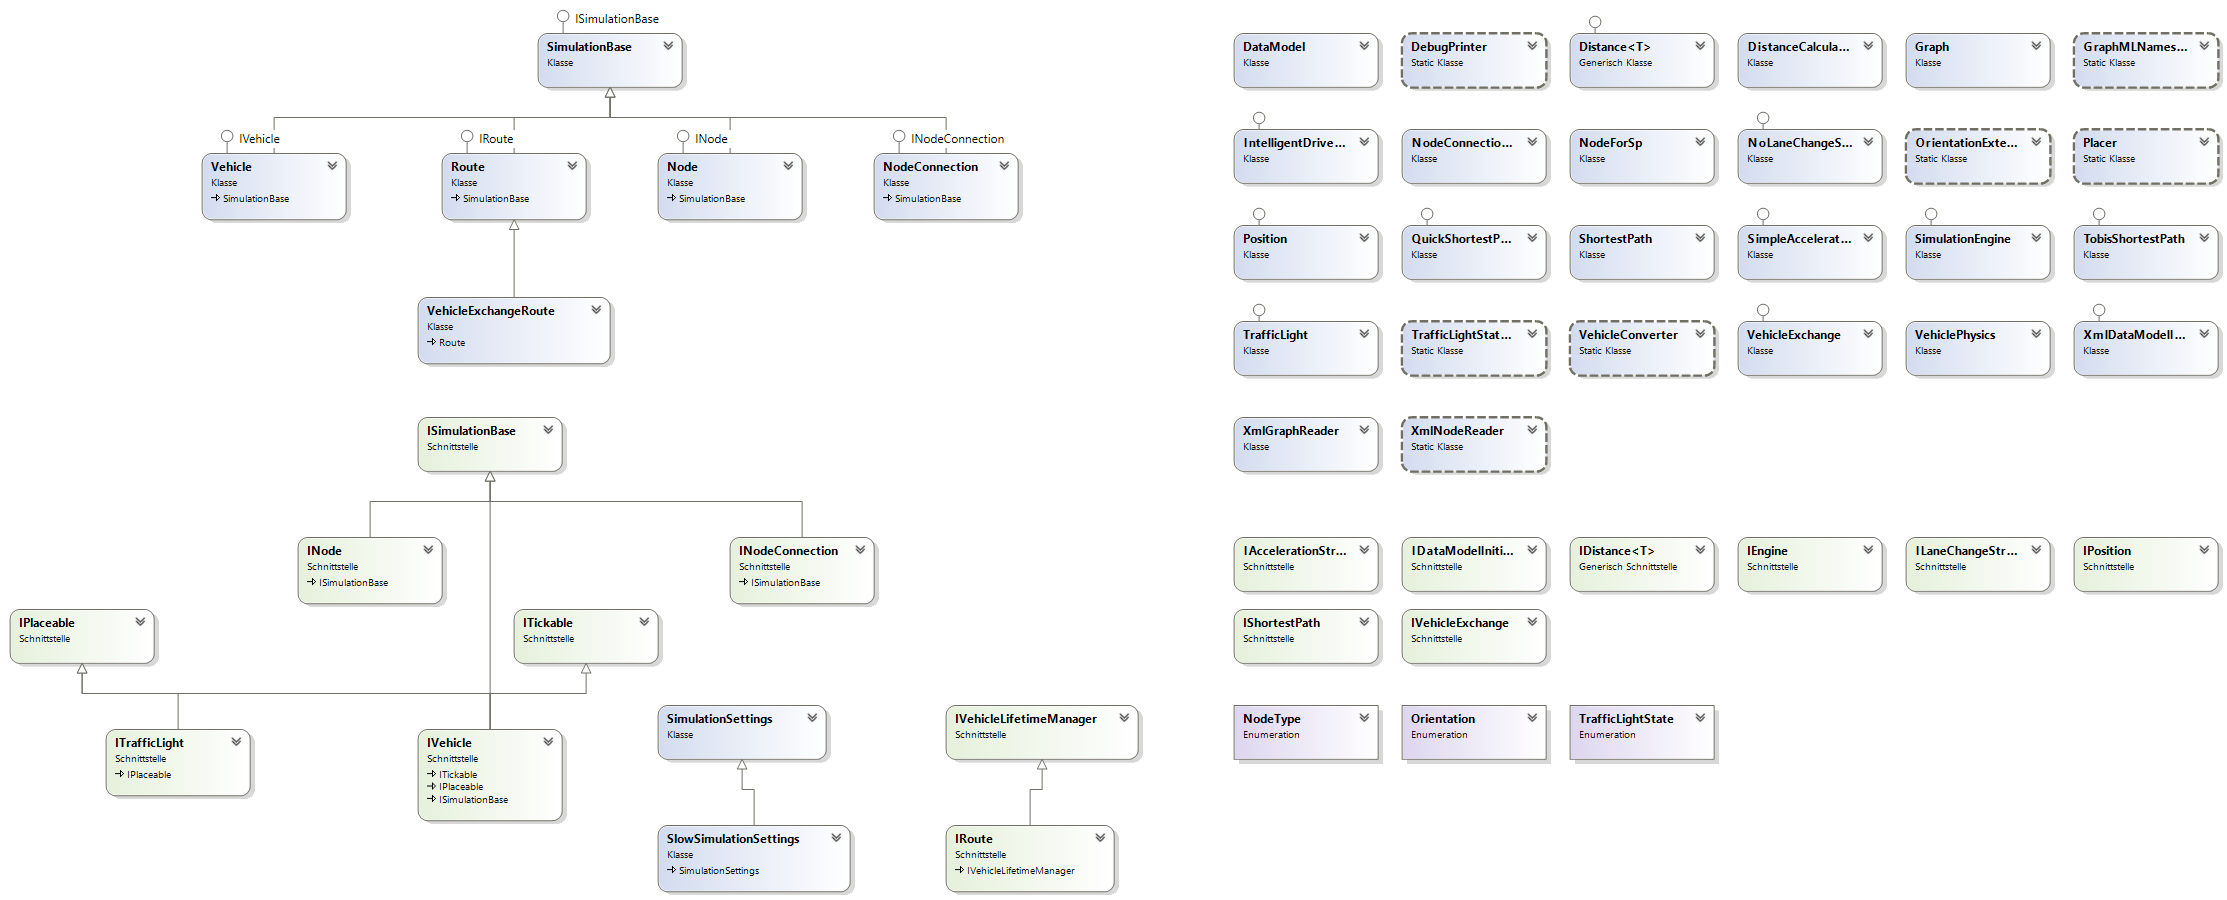 ISimulationBase
SimulationBase
Klasse
IVehicle
IRoute
INode
INodeConnection
Vehicle
Klasse
SimulationBase
Route
Klasse
SimulationBase
Node
Klasse
SimulationBase
NodeConnection
Klasse
SimulationBase
VehicleExchangeRoute
Klasse
Route
ISimulationBase
Schnittstelle
INode
Schnittstelle
ISimulationBase
INodeConnection
Schnittstelle
ISimulationBase
IPlaceable
Schnittstelle
ITickable
Schnittstelle
ITrafficLight
Schnittstelle
IPlaceable
IVehicle
Schnittstelle
ITickable
IPlaceable
ISimulationBase
SimulationSettings
Klasse
IVehicleLifetimeManager
Schnittstelle
SlowSimulationSettings
Klasse
SimulationSettings
IRoute
Schnittstelle
IVehicleLifetimeManager
DataModel
Klasse
DebugPrinter
Static Klasse
Distance<T>
Generisch Klasse
DistanceCalcula...
Klasse
Graph
Klasse
GraphMLNames...
Static Klasse
IntelligentDrive...
Klasse
NodeConnectio...
Klasse
NodeForSp
Klasse
NoLaneChangeS...
Klasse
OrientationExte...
Static Klasse
Placer
Static Klasse
Position
Klasse
QuickShortestP...
Klasse
ShortestPath
Klasse
SimpleAccelerat...
Klasse
SimulationEngine
Klasse
TobisShortestPath
Klasse
TrafficLight
Klasse
TrafficLightStat...
Static Klasse
VehicleConverter
Static Klasse
VehicleExchange
Klasse
VehiclePhysics
Klasse
XmlDataModelI...
Klasse
XmlGraphReader
Klasse
XmlNodeReader
Static Klasse
IAccelerationStr...
Schnittstelle
IDataModelIniti...
Schnittstelle
IDistance<T>
Generisch Schnittstelle
IEngine
Schnittstelle
ILaneChangeStr...
Schnittstelle
IPosition
Schnittstelle
IShortestPath
Schnittstelle
IVehicleExchange
Schnittstelle
NodeType
Enumeration
Orientation
Enumeration
TrafficLightState
Enumeration